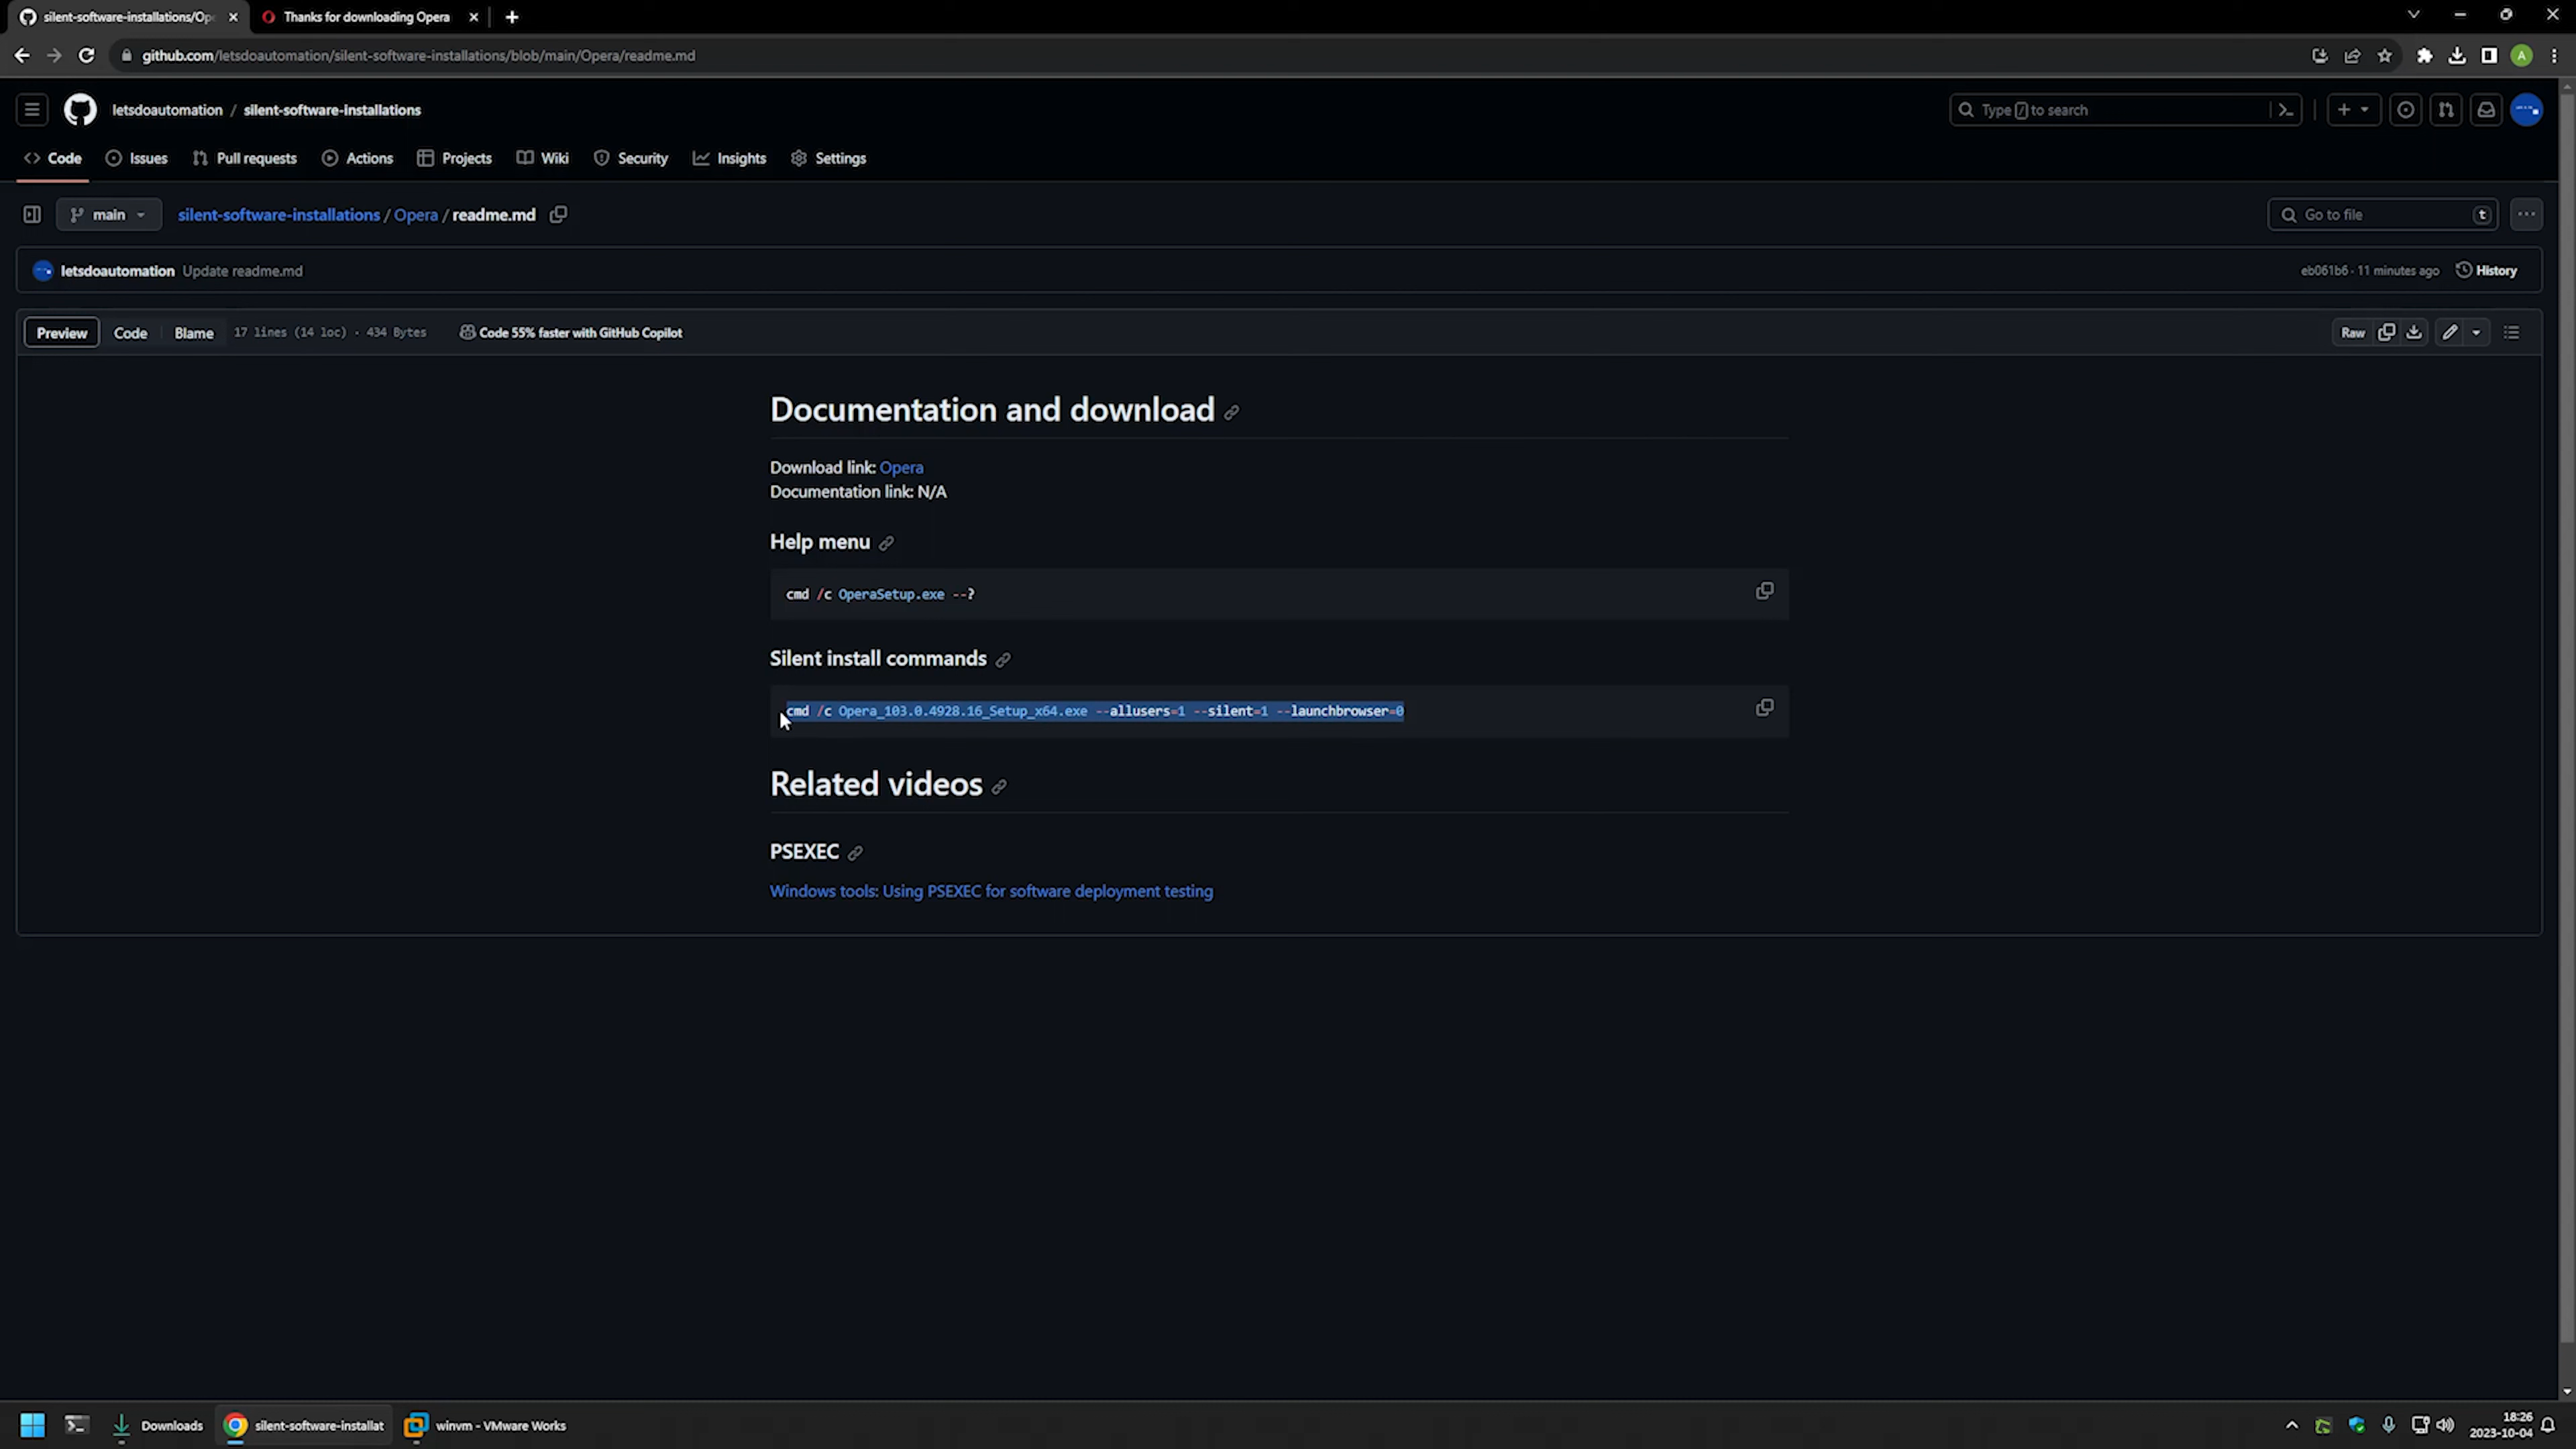 silent-software-installations/Op
Thanks for downloading Opera
github.com/letsdoautomation/silent-software-installations/blob/main/Opera/readme.md
A
letsdoautomation / silent-software-installations
Type / to search
Code
Issues
Pull requests
Actions
Projects
Wiki
Security
Insights
Settings
main
silent-software-installations / Opera / readme.md
Go to file
t
letsdoautomation Update readme.md
eb061b6 · 11 minutes ago
History
Preview
Code
Blame
17 lines (14 loc) · 434 Bytes
Code 55% faster with GitHub Copilot
Raw
Documentation and download
Download link: Opera
Documentation link: N/A
Help menu
cmd /c OperaSetup.exe --?
Silent install commands
cmd /c Opera_103.0.4928.16_Setup_x64.exe --allusers=1 --silent=1 --launchbrowser=0
Related videos
PSEXEC
Windows tools: Using PSEXEC for software deployment testing
Downloads
silent-software-installat
winvm - VMware Works
18:26
2023-10-04